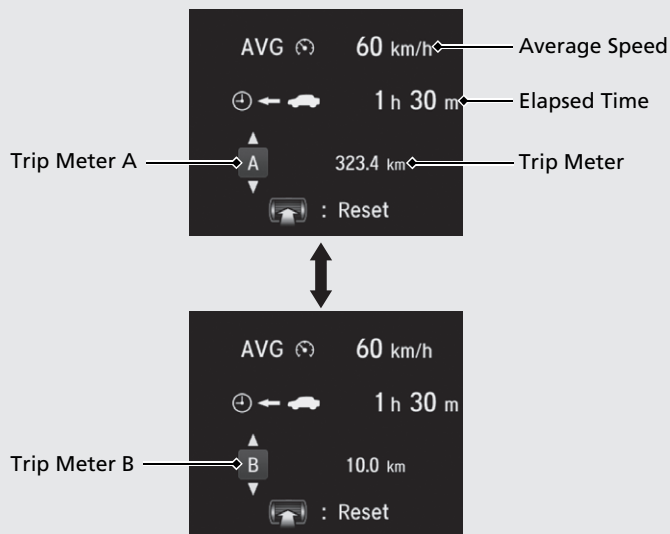 AVG 60 km/h Average Speed
1 h 30 m Elapsed Time
Trip Meter A A 323.4 km Trip Meter
: Reset
AVG 60 km/h
1 h 30 m
Trip Meter B B 10.0 km
: Reset